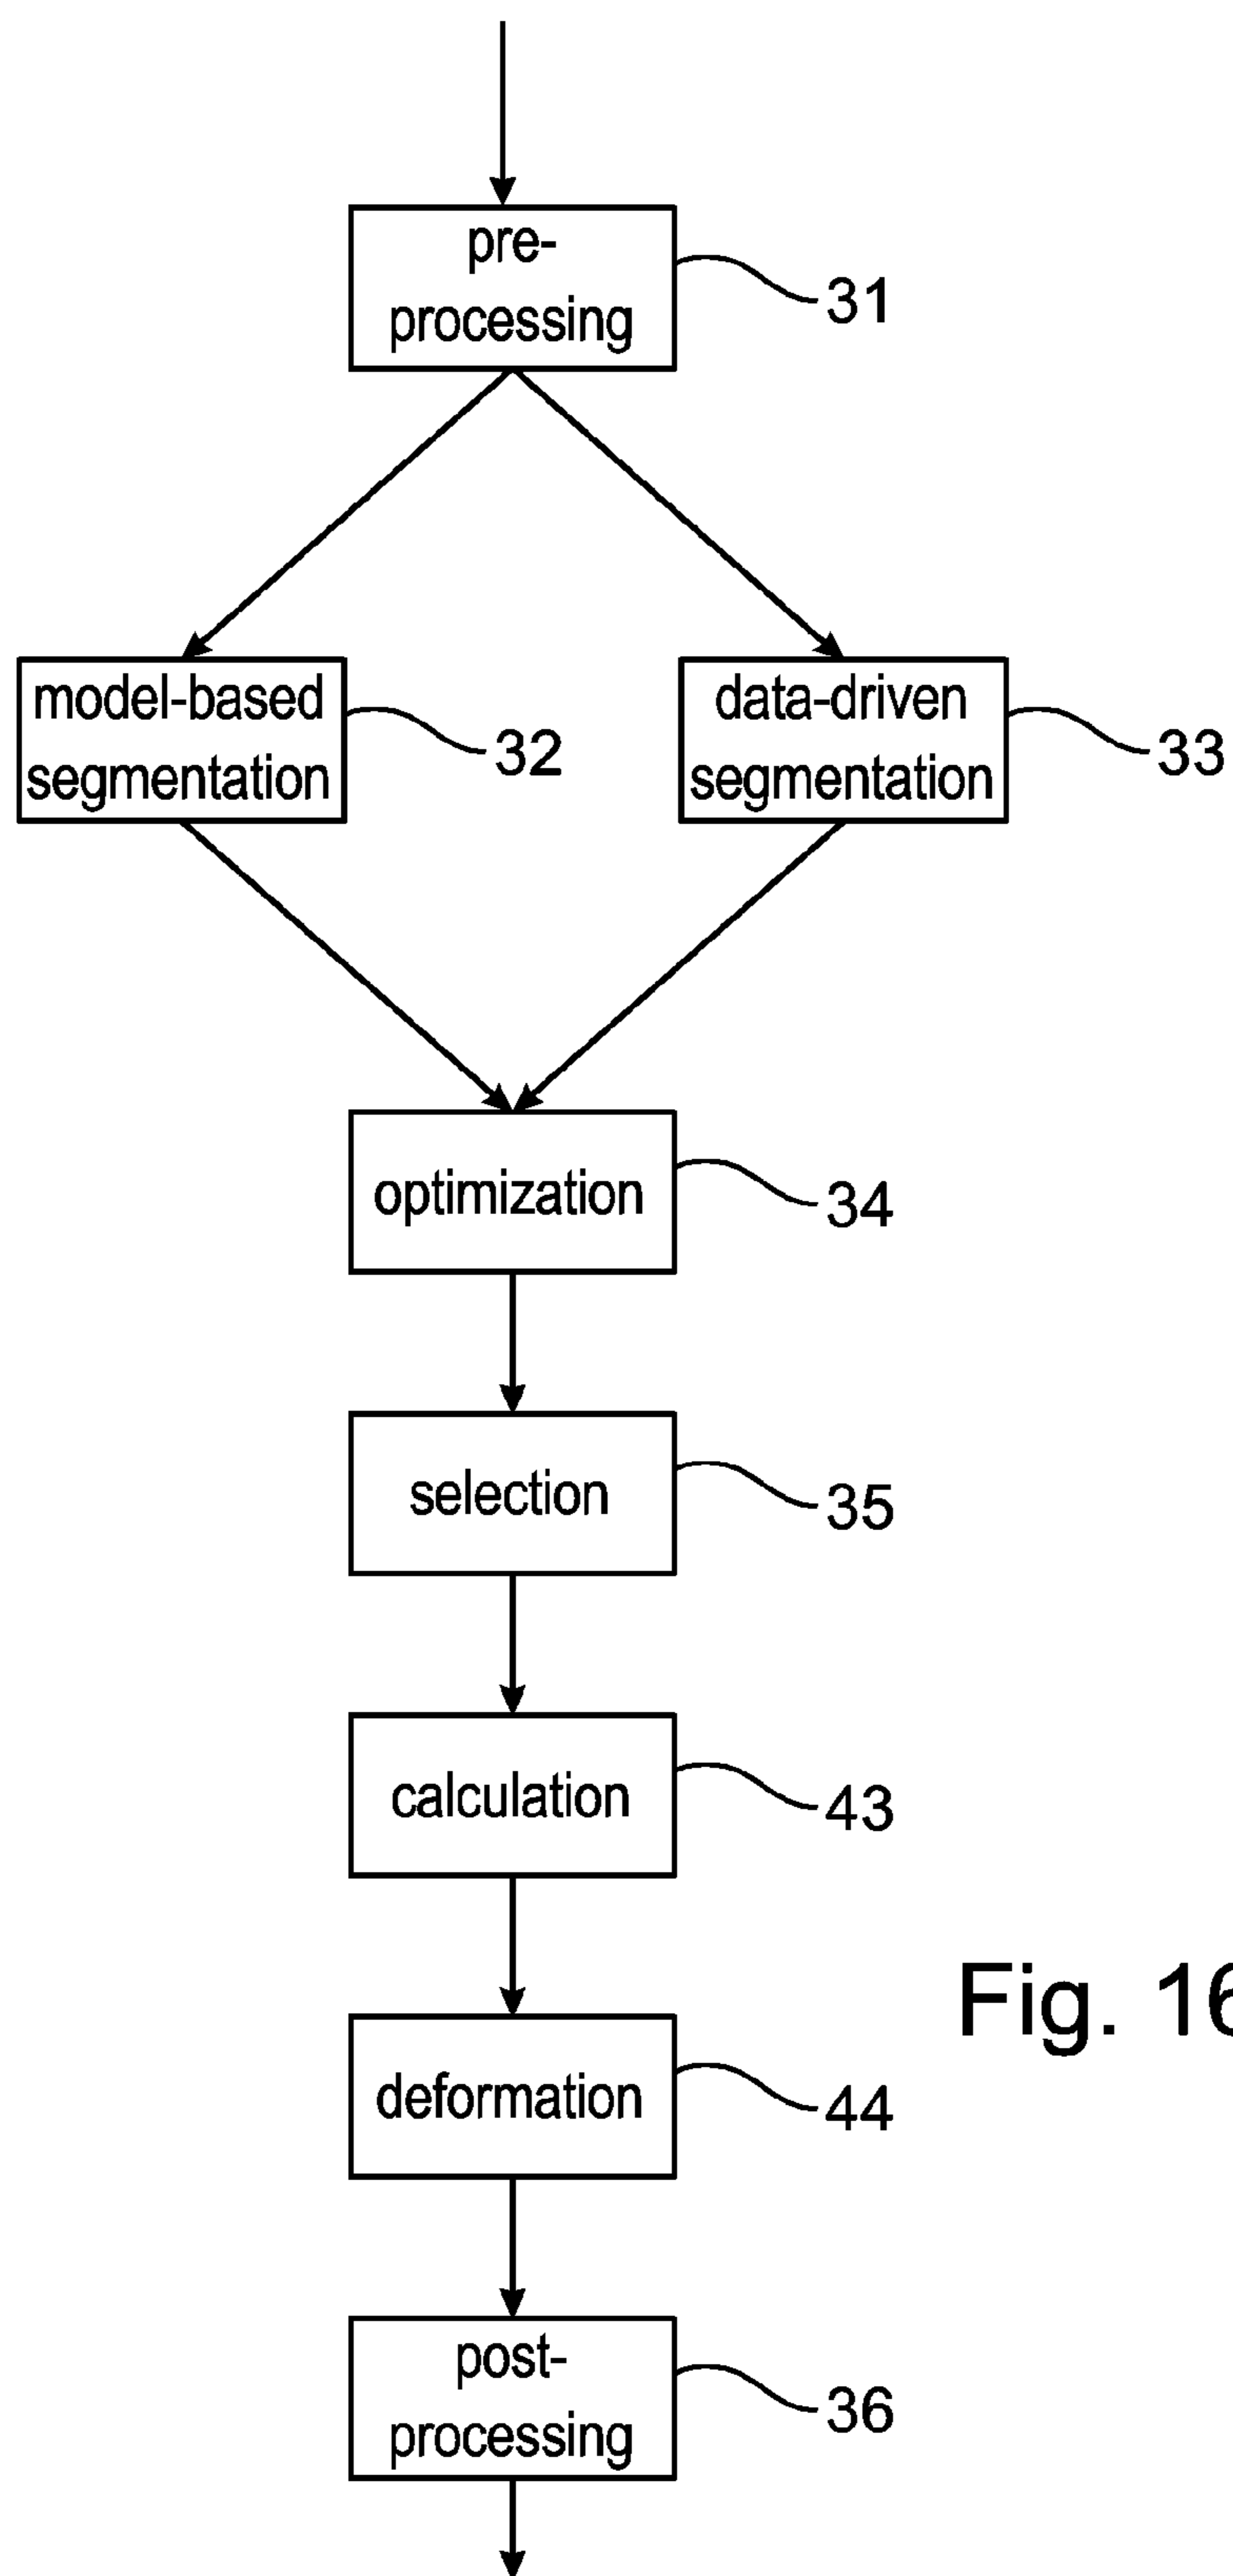 pre-
processing
31
model-based
segmentation
32
data-driven
segmentation
33
optimization
34
selection
35
calculation
43
deformation
44
post-
processing
36
Fig. 16